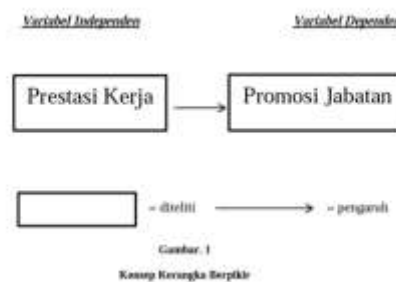 Variabel Independen Variabel Dependen
Prestasi Kerja Promosi Jabatan
= diteliti = pengaruh
Gambar. 1
Konsep Kerangka Berpikir